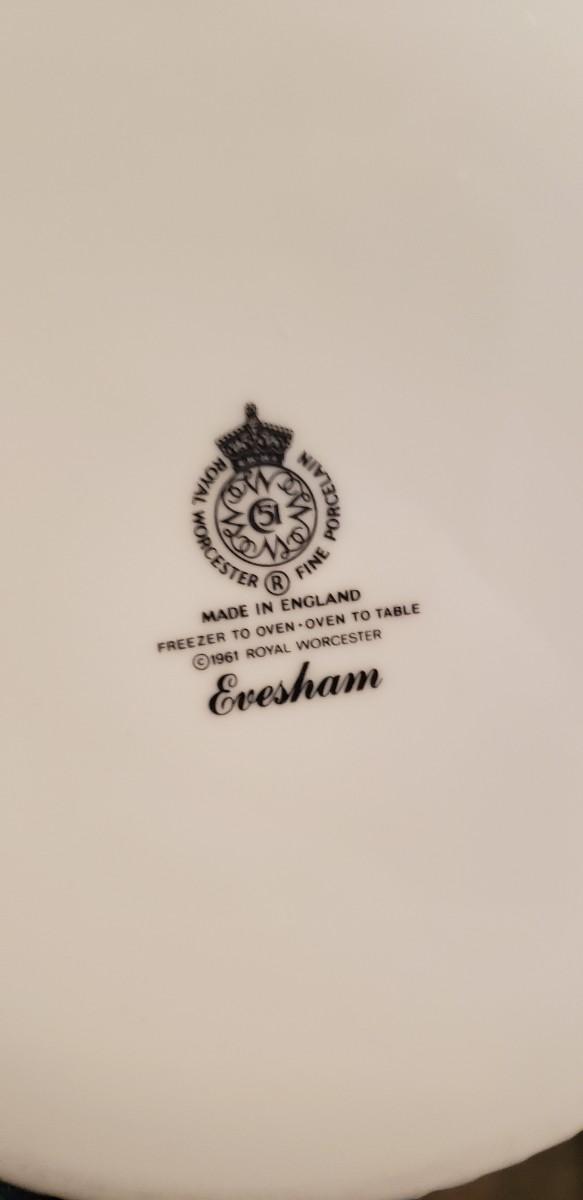 ROYAL WORCESTER ® FINE PORCELAIN
51
MADE IN ENGLAND
FREEZER TO OVEN·OVEN TO TABLE
©1961 ROYAL WORCESTER
Evesham